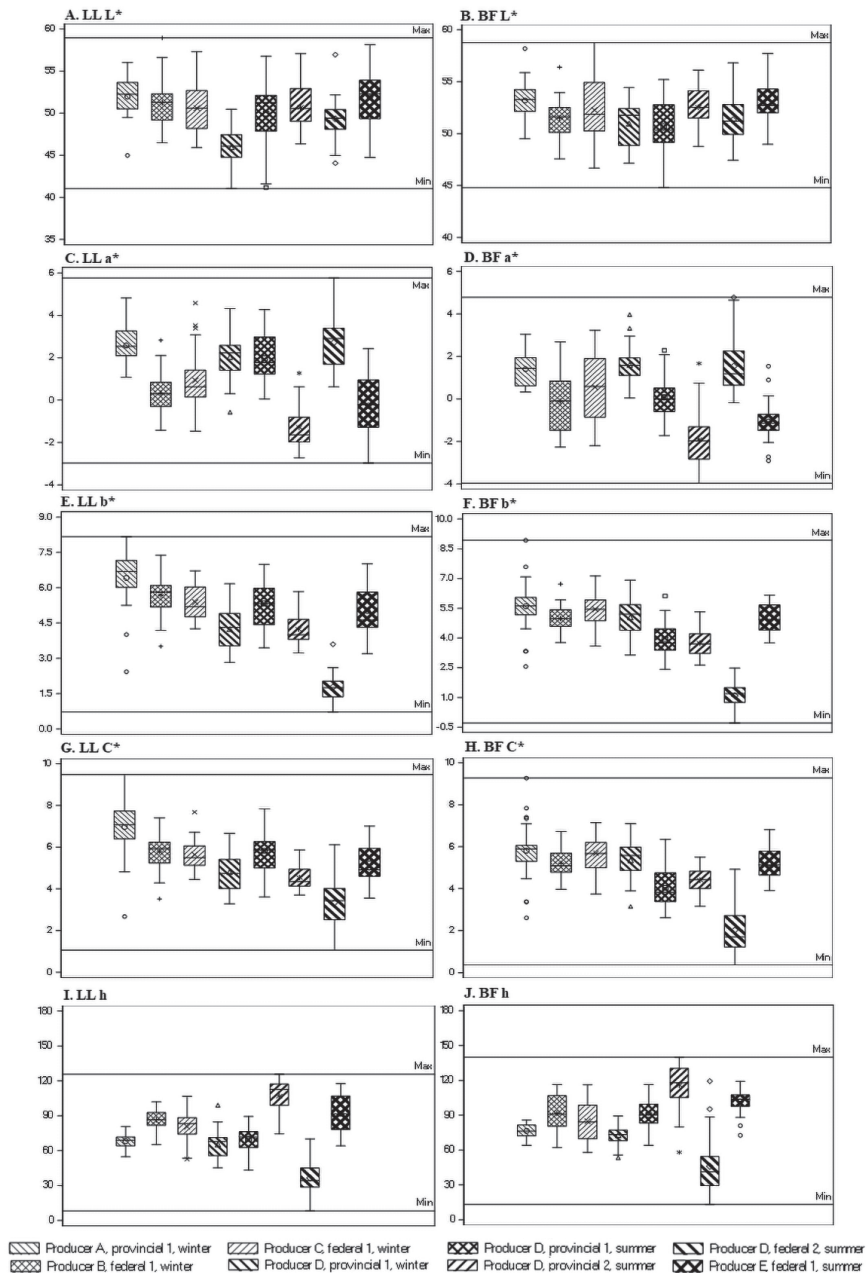 A. LL L*
B. BF L*
60
55
50
45
40
35
Max
Min
60
55
50
45
40
Max
Min
C. LL a*
D. BF a*
6
4
2
0
-2
-4
Max
Min
6
4
2
0
-2
-4
Max
Min
E. LL b*
F. BF b*
9.0
7.5
6.0
4.5
3.0
1.5
0.0
Max
Min
10.0
8.5
7.0
5.5
4.0
2.5
1.0
-0.5
Max
Min
G. LL C*
H. BF C*
10
8
6
4
2
0
Max
Min
10
8
6
4
2
0
Max
Min
I. LL h
J. BF h
180
150
120
90
60
30
0
Max
Min
180
150
120
90
60
30
0
Max
Min
Producer A, provincial 1, winter
Producer C, federal 1, winter
Producer D, provincial 1, summer
Producer D, federal 2, summer
Producer B, federal 1, winter
Producer D, provincial 1, winter
Producer D, provincial 2, summer
Producer E, federal 1, summer